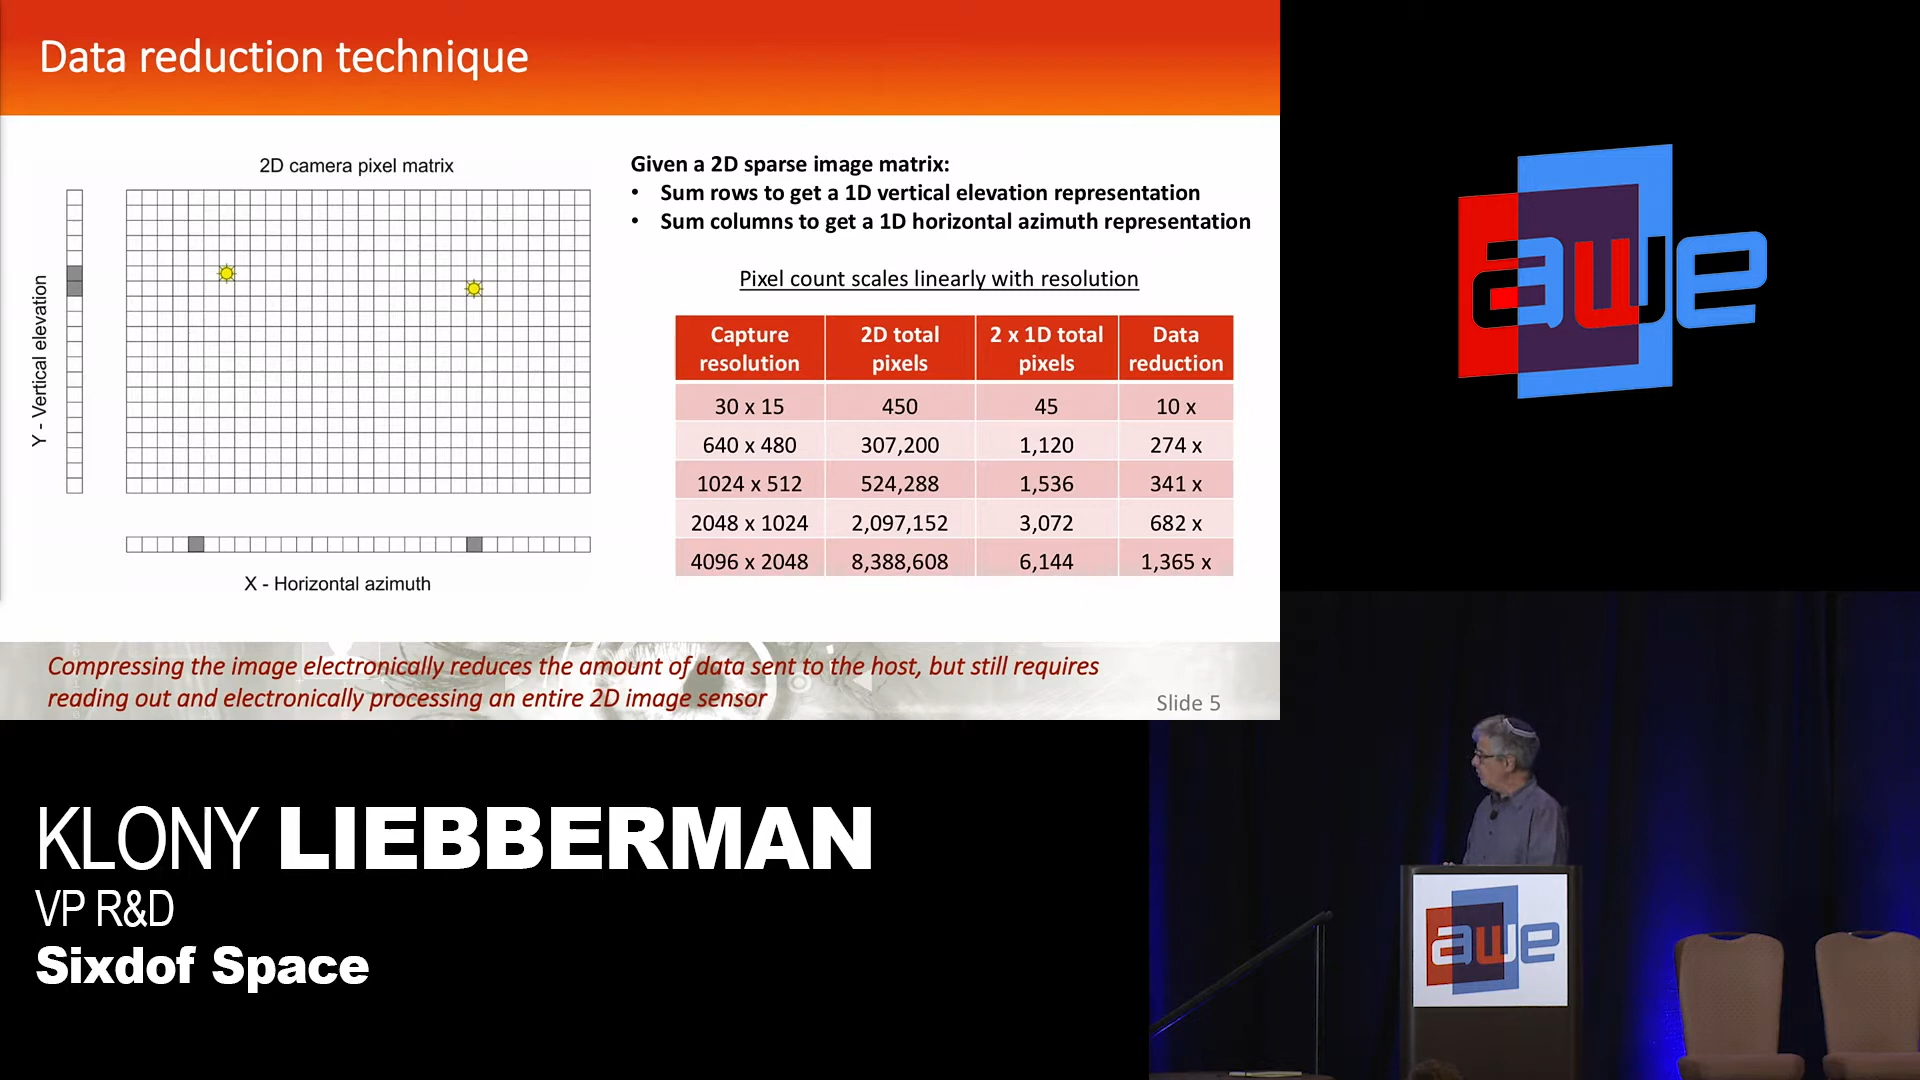 Data reduction technique
2D camera pixel matrix
Y - Vertical elevation
X - Horizontal azimuth
Given a 2D sparse image matrix:
• Sum rows to get a 1D vertical elevation representation
• Sum columns to get a 1D horizontal azimuth representation
Pixel count scales linearly with resolution
Capture resolution 2D total pixels 2 x 1D total pixels Data reduction
30 x 15 450 45 10 x
640 x 480 307,200 1,120 274 x
1024 x 512 524,288 1,536 341 x
2048 x 1024 2,097,152 3,072 682 x
4096 x 2048 8,388,608 6,144 1,365 x
Compressing the image electronically reduces the amount of data sent to the host, but still requires
reading out and electronically processing an entire 2D image sensor
Slide 5
awe
KLONY LIEBBERMAN
VP R&D
Sixdof Space
awe